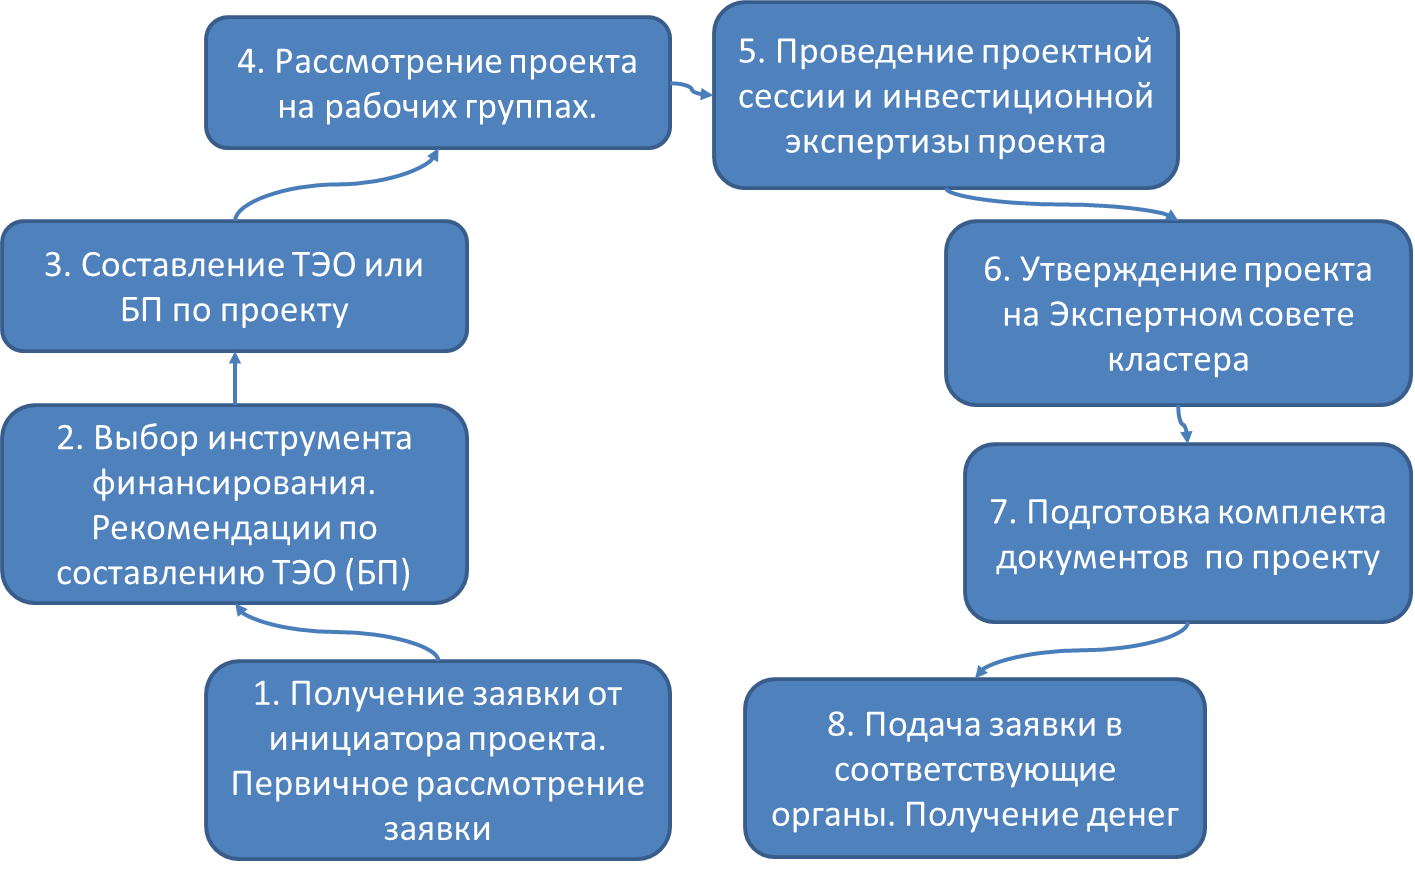 1. Получение заявки от
инициатора проекта.
Первичное рассмотрение
заявки
2. Выбор инструмента
финансирования.
Рекомендации по
составлению ТЭО (БП)
3. Составление ТЭО или
БП по проекту
4. Рассмотрение проекта
на рабочих группах.
5. Проведение проектной
сессии и инвестиционной
экспертизы проекта
6. Утверждение проекта
на Экспертном совете
кластера
7. Подготовка комплекта
документов по проекту
8. Подача заявки в
соответствующие
органы. Получение денег